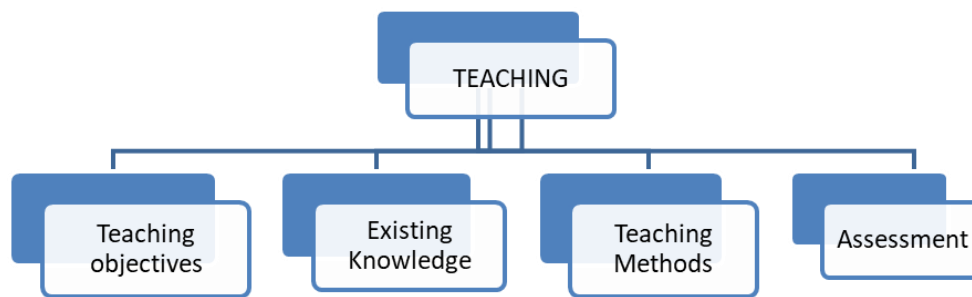 TEACHING
Teaching
objectives
Existing
Knowledge
Teaching
Methods
Assessment